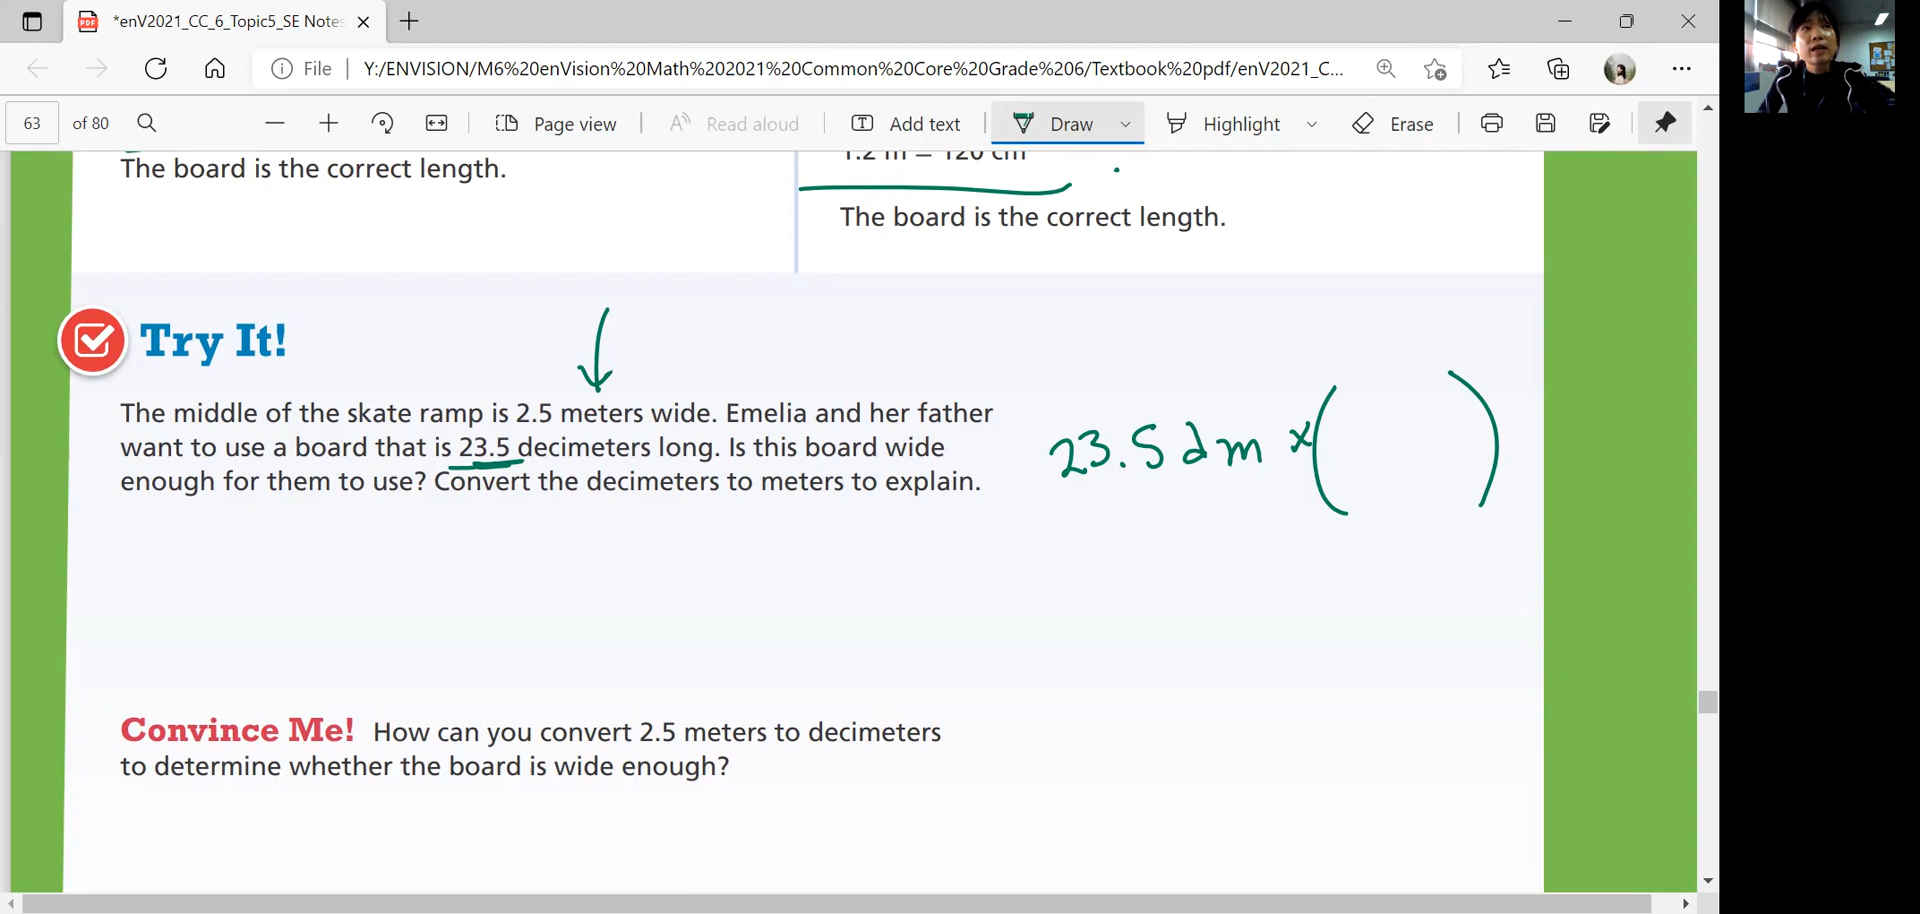 *enV2021_CC_6_Topic5_SE Notes
File
Y:/ENVISION/M6%20enVision%20Math%202021%20Common%20Core%20Grade%206/Textbook%20pdf/enV2021_C...
63 of 80
Page view
Read aloud
Add text
Draw
Highlight
Erase
The board is the correct length.
1.2 m = 120 cm
The board is the correct length.
Try It!
The middle of the skate ramp is 2.5 meters wide. Emelia and her father
want to use a board that is 23.5 decimeters long. Is this board wide
enough for them to use? Convert the decimeters to meters to explain.
23.5 dm × ( )
Convince Me! How can you convert 2.5 meters to decimeters
to determine whether the board is wide enough?